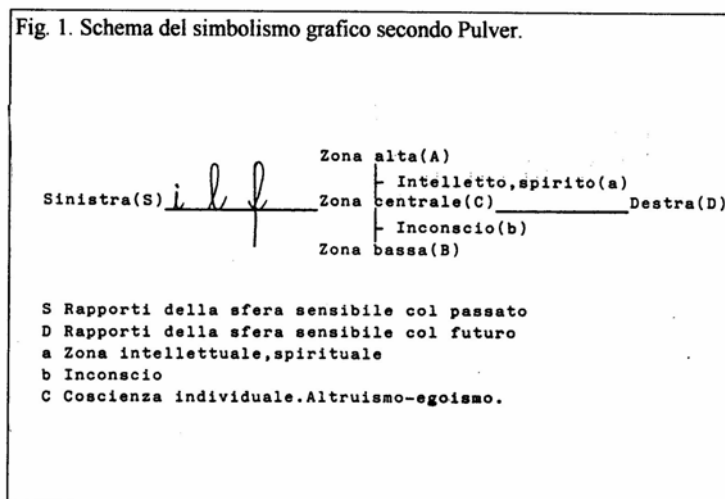 Fig. 1. Schema del simbolismo grafico secondo Pulver.
Zona alta(A)
Intelletto,spirito(a)
Sinistra(S) i l f Zona centrale(C) Destra(D)
Inconscio(b)
Zona bassa(B)
S Rapporti della sfera sensibile col passato
D Rapporti della sfera sensibile col futuro
a Zona intellettuale,spirituale
b Inconscio
C Coscienza individuale.Altruismo-egoismo.